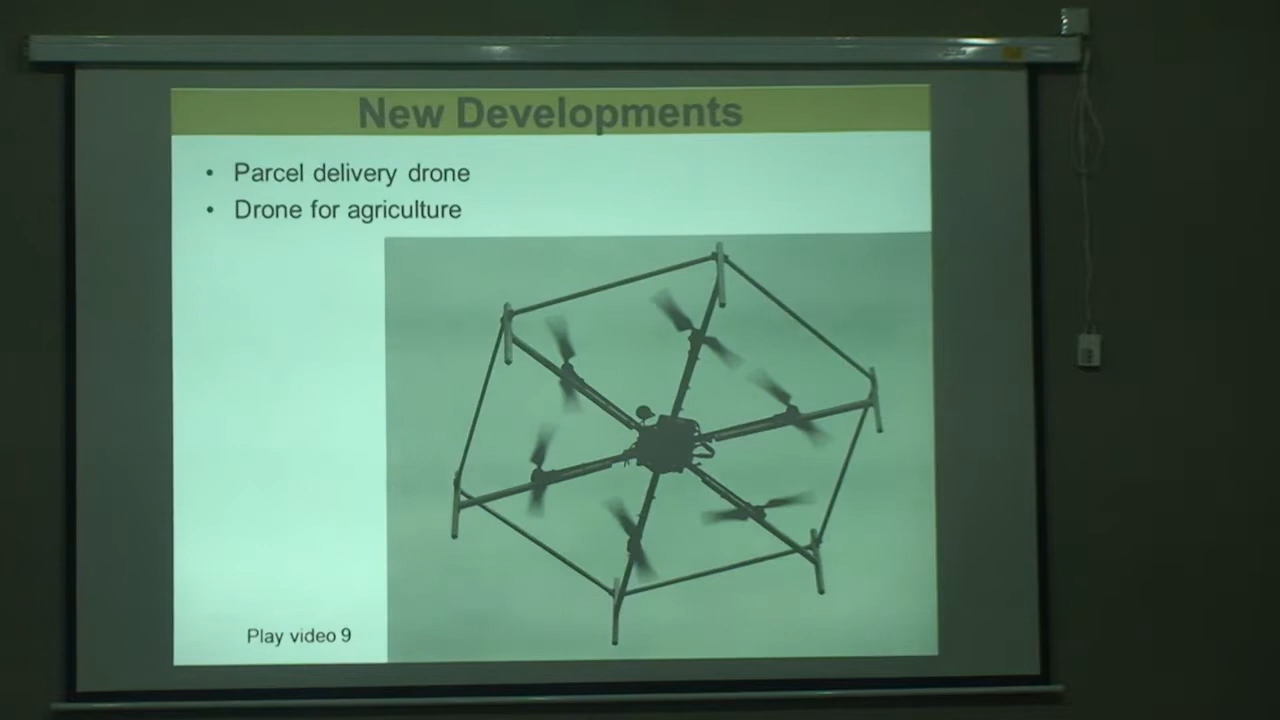 New Developments
• Parcel delivery drone
• Drone for agriculture
Play video 9